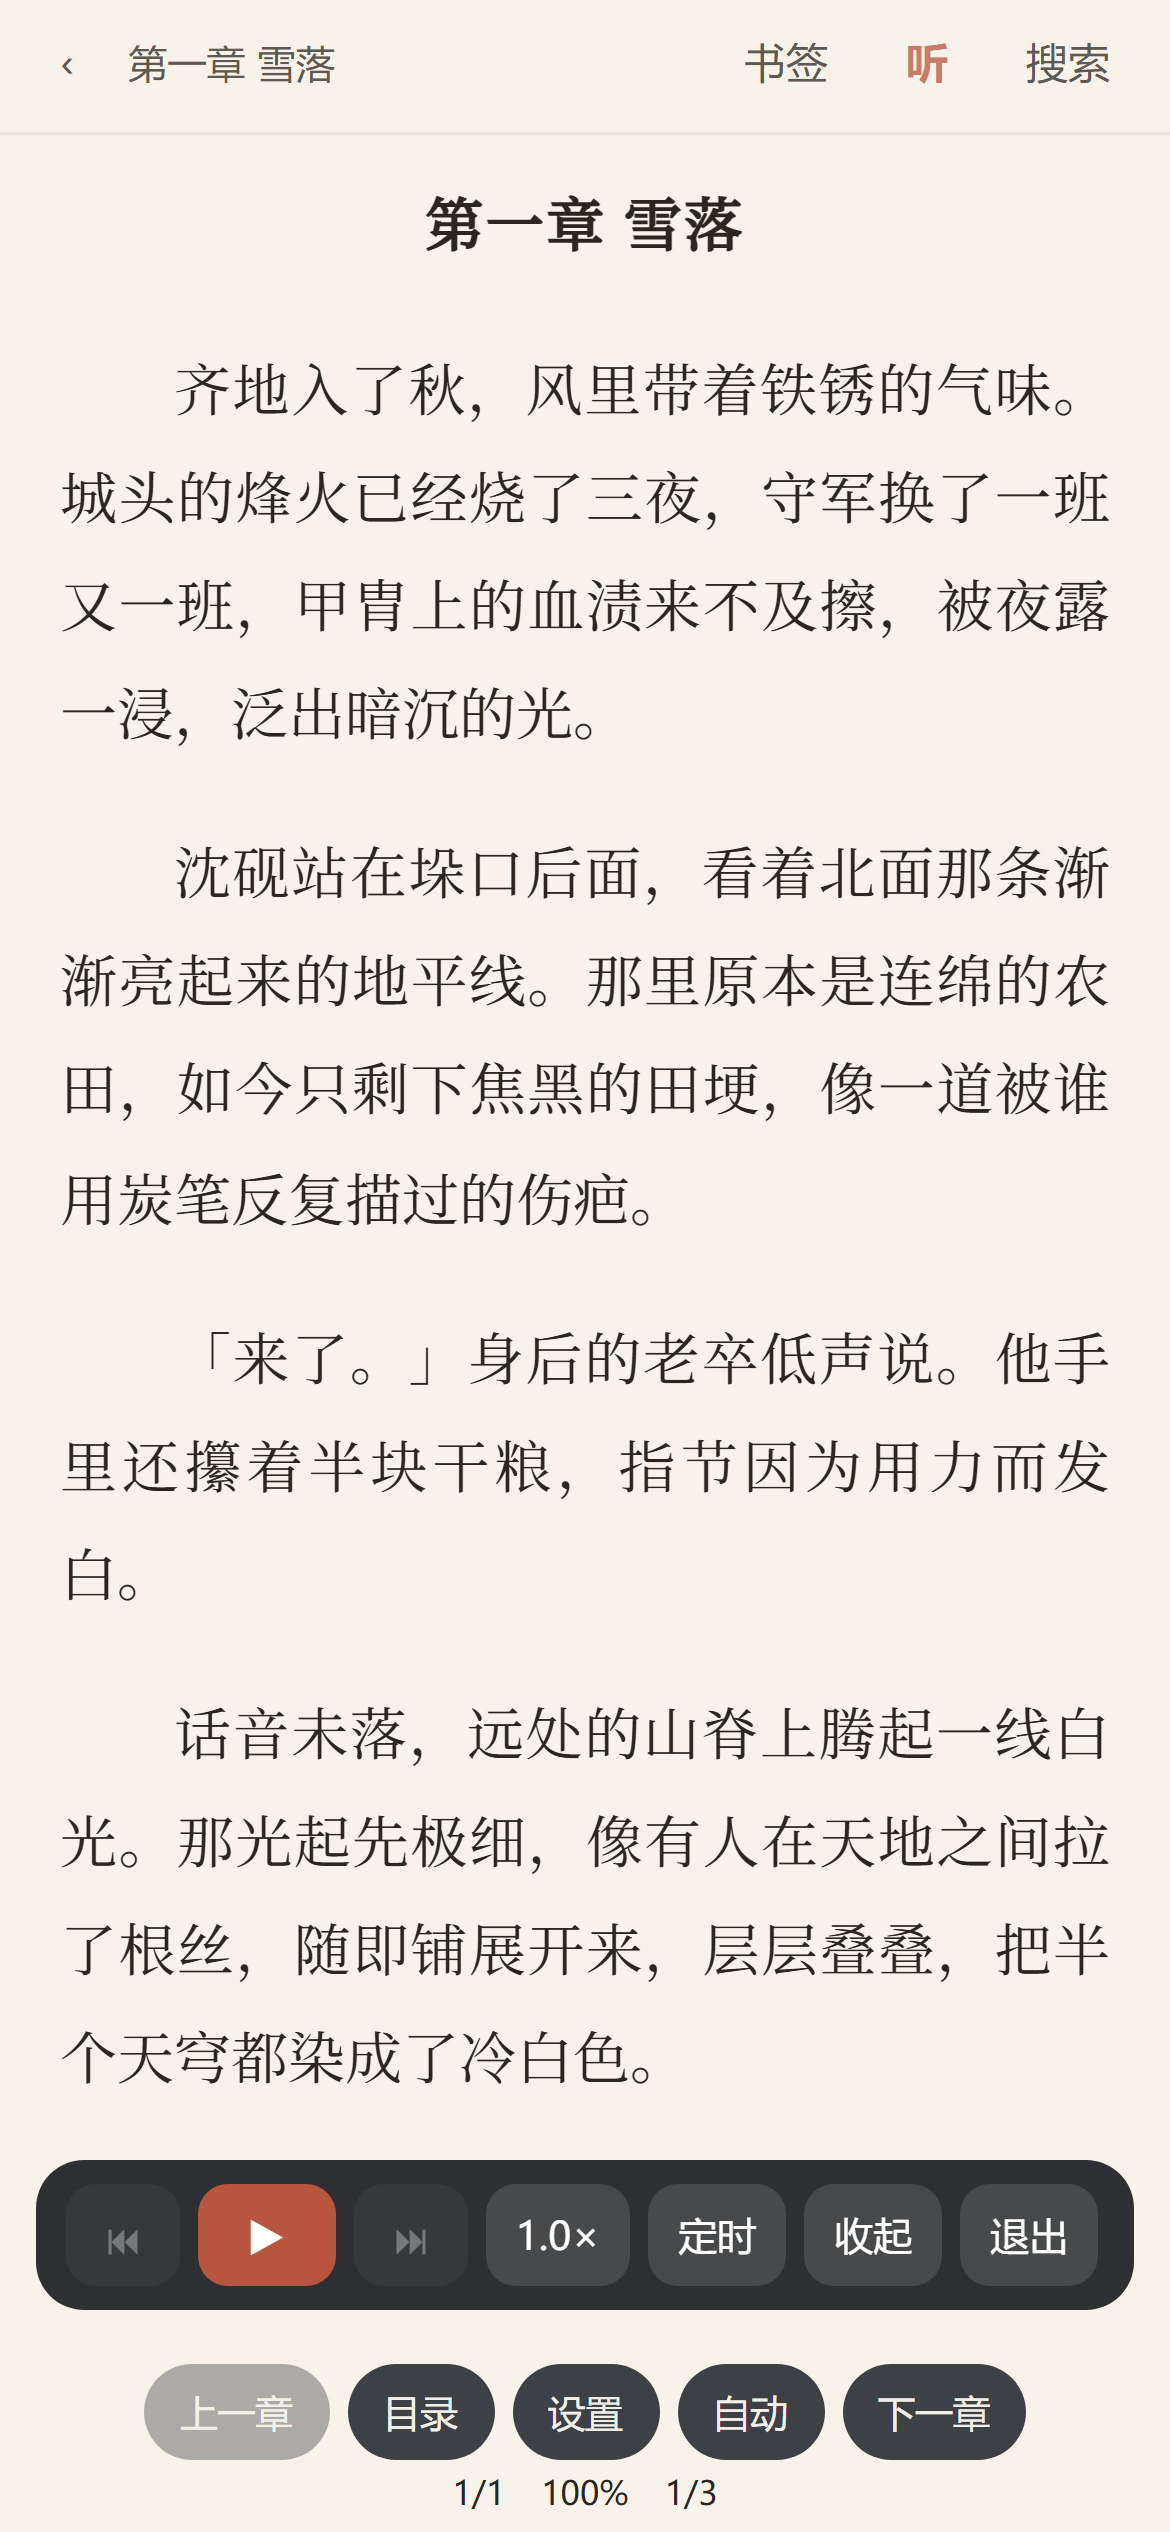 ‹ 第一章 雪落 书签 听 搜索
第一章 雪落
齐地入了秋，风里带着铁锈的气味。
城头的烽火已经烧了三夜，守军换了一班
又一班，甲胄上的血渍来不及擦，被夜露
一浸，泛出暗沉的光。
沈砚站在垛口后面，看着北面那条渐
渐亮起来的地平线。那里原本是连绵的农
田，如今只剩下焦黑的田埂，像一道被谁
用炭笔反复描过的伤疤。
「来了。」身后的老卒低声说。他手
里还攥着半块干粮，指节因为用力而发
白。
话音未落，远处的山脊上腾起一线白
光。那光起先极细，像有人在天地之间拉
了根丝，随即铺展开来，层层叠叠，把半
个天穹都染成了冷白色。
⏮ ▶ ⏭ 1.0× 定时 收起 退出
上一章 目录 设置 自动 下一章
1/1 100% 1/3